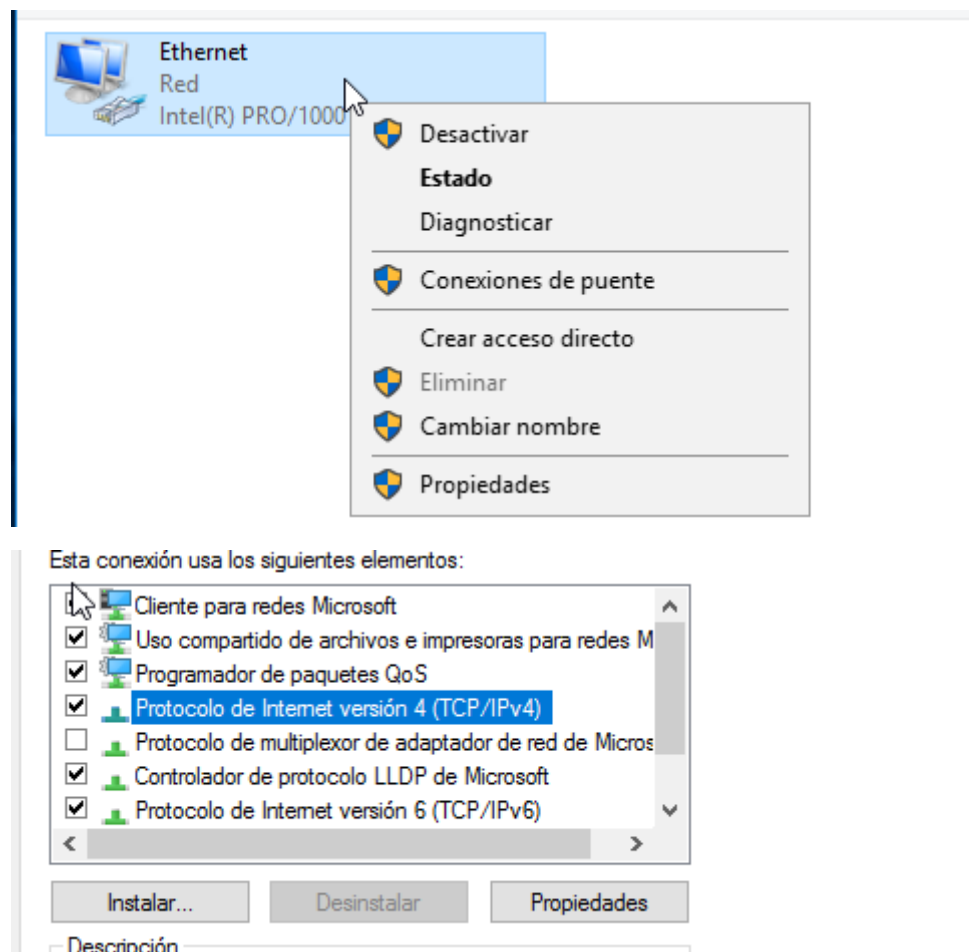 Ethernet
Red
Intel(R) PRO/1000
Desactivar
Estado
Diagnosticar
Conexiones de puente
Crear acceso directo
Eliminar
Cambiar nombre
Propiedades
Esta conexión usa los siguientes elementos:
Cliente para redes Microsoft
Uso compartido de archivos e impresoras para redes M
Programador de paquetes QoS
Protocolo de Internet versión 4 (TCP/IPv4)
Protocolo de multiplexor de adaptador de red de Micros
Controlador de protocolo LLDP de Microsoft
Protocolo de Internet versión 6 (TCP/IPv6)
Instalar... Desinstalar Propiedades
Descripción